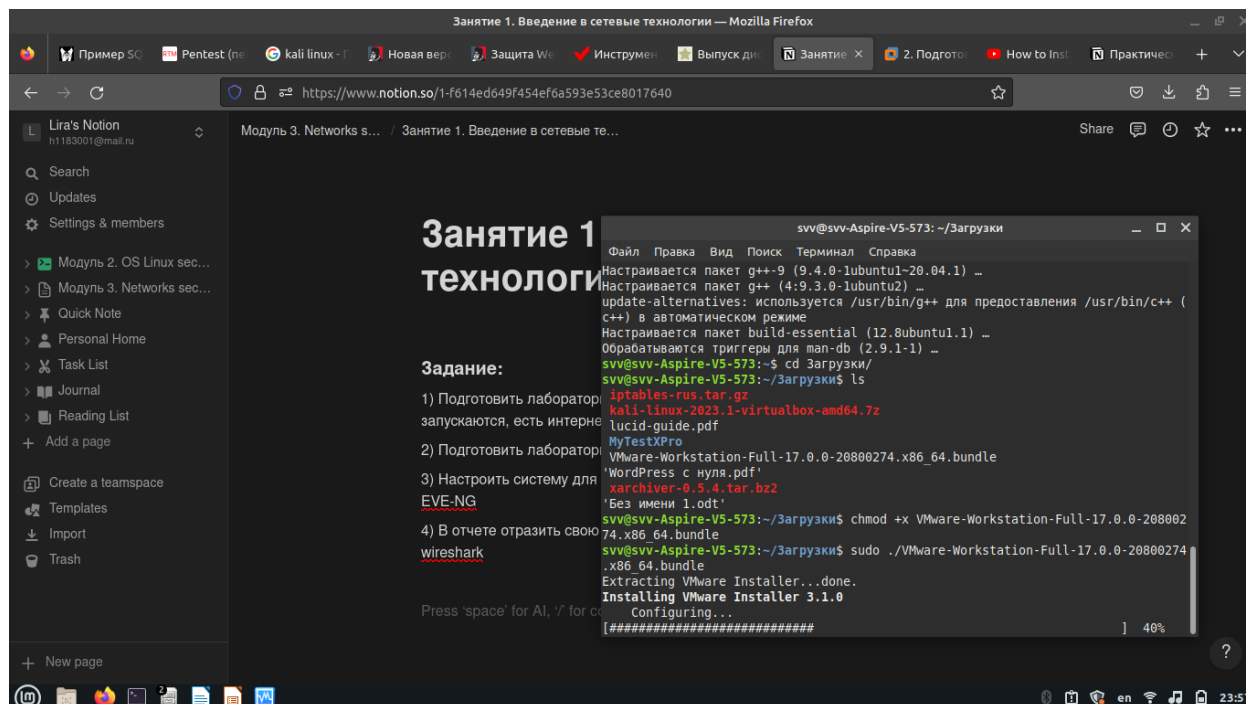 Занятие 1. Введение в сетевые технологии — Mozilla Firefox
Пример SQ Pentest (пе kali linux - Новая верс Защита We Инструмен Выпуск дис Занятие 2. Подгото How to Inst Практичес
https://www.notion.so/1-f614ed649f454ef6a593e53ce8017640
L Lira's Notion
h1183001@mail.ru
Модуль 3. Networks s… / Занятие 1. Введение в сетевые те…
Share
Search
Updates
Settings & members
Модуль 2. OS Linux sec…
Модуль 3. Networks sec…
Quick Note
Personal Home
Task List
Journal
Reading List
Add a page
Create a teamspace
Templates
Import
Trash
New page
Занятие 1
технологи
Задание:
1) Подготовить лаборатор
запускаются, есть интерне
2) Подготовить лаборатор
3) Настроить систему для
EVE-NG
4) В отчете отразить свою
wireshark
Press ‘space’ for AI, ‘/’ for co
svv@svv-Aspire-V5-573: ~/Загрузки
Файл Правка Вид Поиск Терминал Справка
Настраивается пакет g++-9 (9.4.0-1ubuntu1~20.04.1) …
Настраивается пакет g++ (4:9.3.0-1ubuntu2) …
update-alternatives: используется /usr/bin/g++ для предоставления /usr/bin/c++ (
c++) в автоматическом режиме
Настраивается пакет build-essential (12.8ubuntu1.1) …
Обрабатываются триггеры для man-db (2.9.1-1) …
svv@svv-Aspire-V5-573:~$ cd Загрузки/
svv@svv-Aspire-V5-573:~/Загрузки$ ls
iptables-rus.tar.gz
kali-linux-2023.1-virtualbox-amd64.7z
lucid-guide.pdf
MyTestXPro
VMware-Workstation-Full-17.0.0-20800274.x86_64.bundle
'WordPress с нуля.pdf'
xarchiver-0.5.4.tar.bz2
'Без имени 1.odt'
svv@svv-Aspire-V5-573:~/Загрузки$ chmod +x VMware-Workstation-Full-17.0.0-208002
74.x86_64.bundle
svv@svv-Aspire-V5-573:~/Загрузки$ sudo ./VMware-Workstation-Full-17.0.0-20800274
.x86_64.bundle
Extracting VMware Installer...done.
Installing VMware Installer 3.1.0
Configuring...
[############################ ] 40%
?
en 23:5